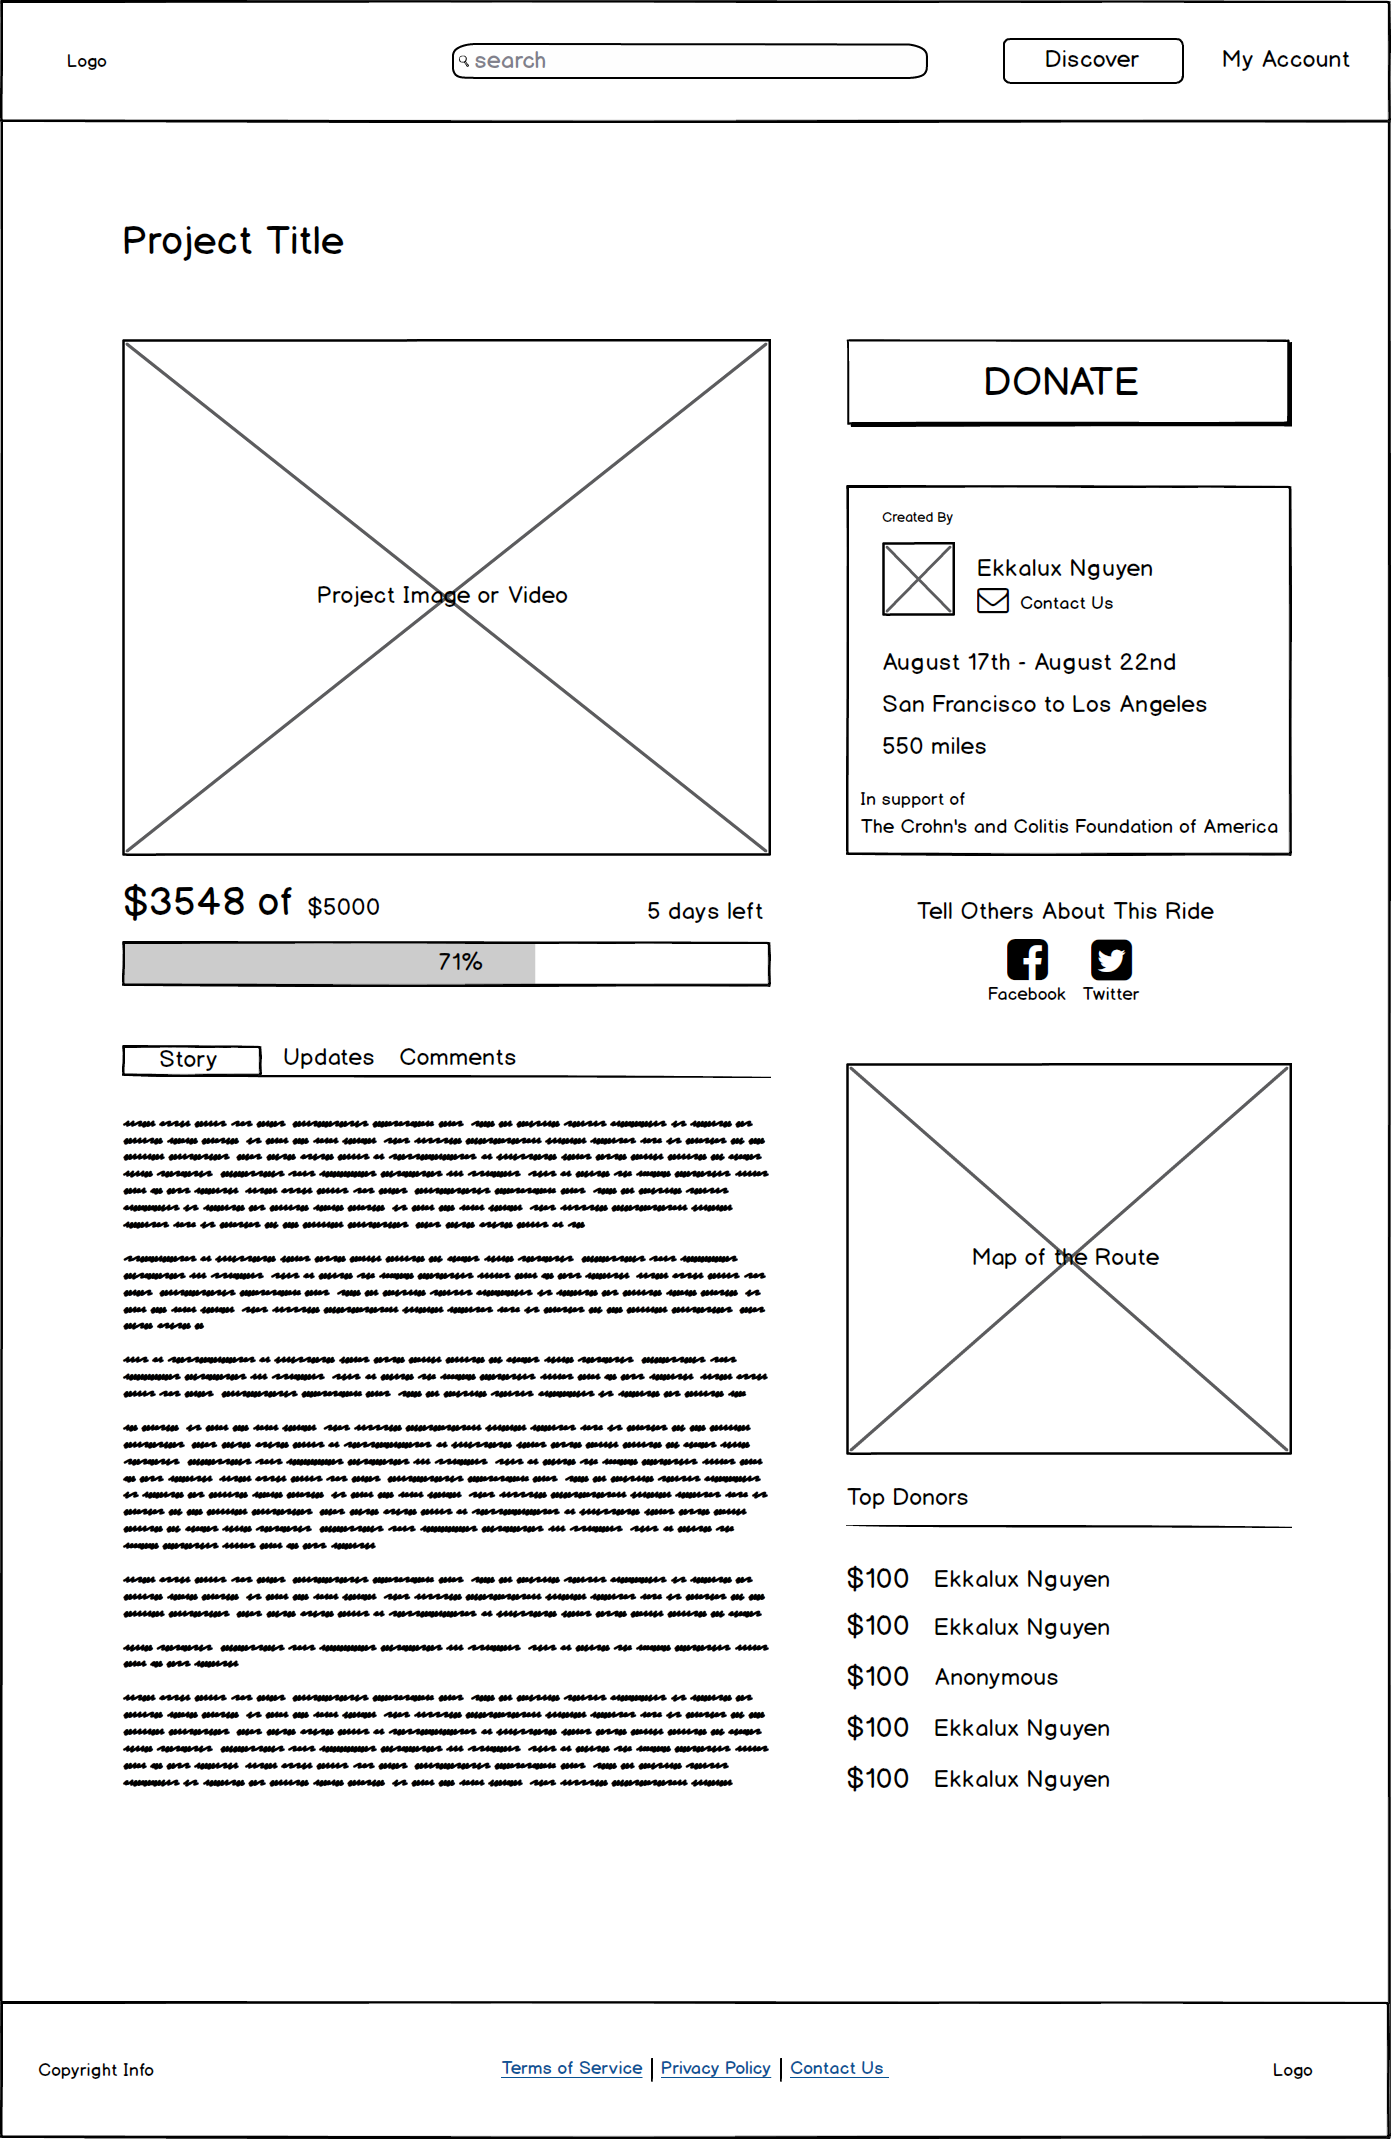 Logo
search
Discover
My Account
Project Title
Project Image or Video
$3548 of $5000
5 days left
71%
Story
Updates
Comments
DONATE
Created By
Ekkalux Nguyen
Contact Us
August 17th - August 22nd
San Francisco to Los Angeles
550 miles
In support of
The Crohn's and Colitis Foundation of America
Tell Others About This Ride
Facebook
Twitter
Map of the Route
Top Donors
$100 Ekkalux Nguyen
$100 Ekkalux Nguyen
$100 Anonymous
$100 Ekkalux Nguyen
$100 Ekkalux Nguyen
Copyright Info
Terms of Service | Privacy Policy | Contact Us
Logo